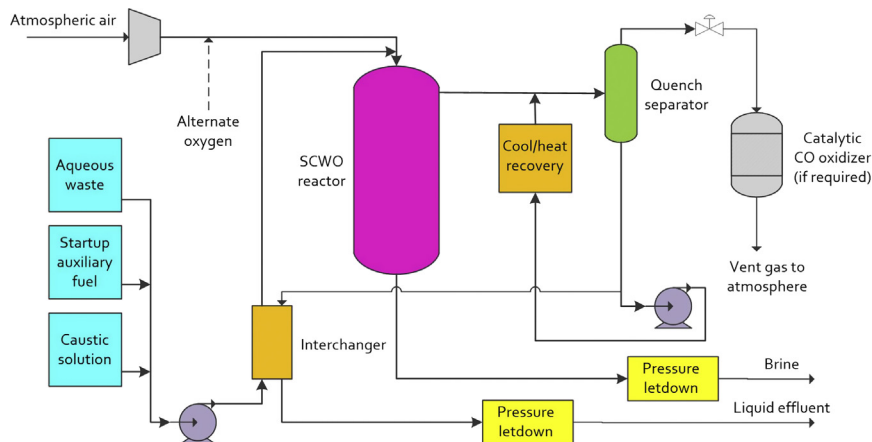 Atmospheric air
Alternate
oxygen
Aqueous
waste
Startup
auxiliary
fuel
Caustic
solution
SCWO
reactor
Interchanger
Cool/heat
recovery
Quench
separator
Catalytic
CO oxidizer
(if required)
Vent gas to
atmosphere
Pressure
letdown
Brine
Pressure
letdown
Liquid effluent